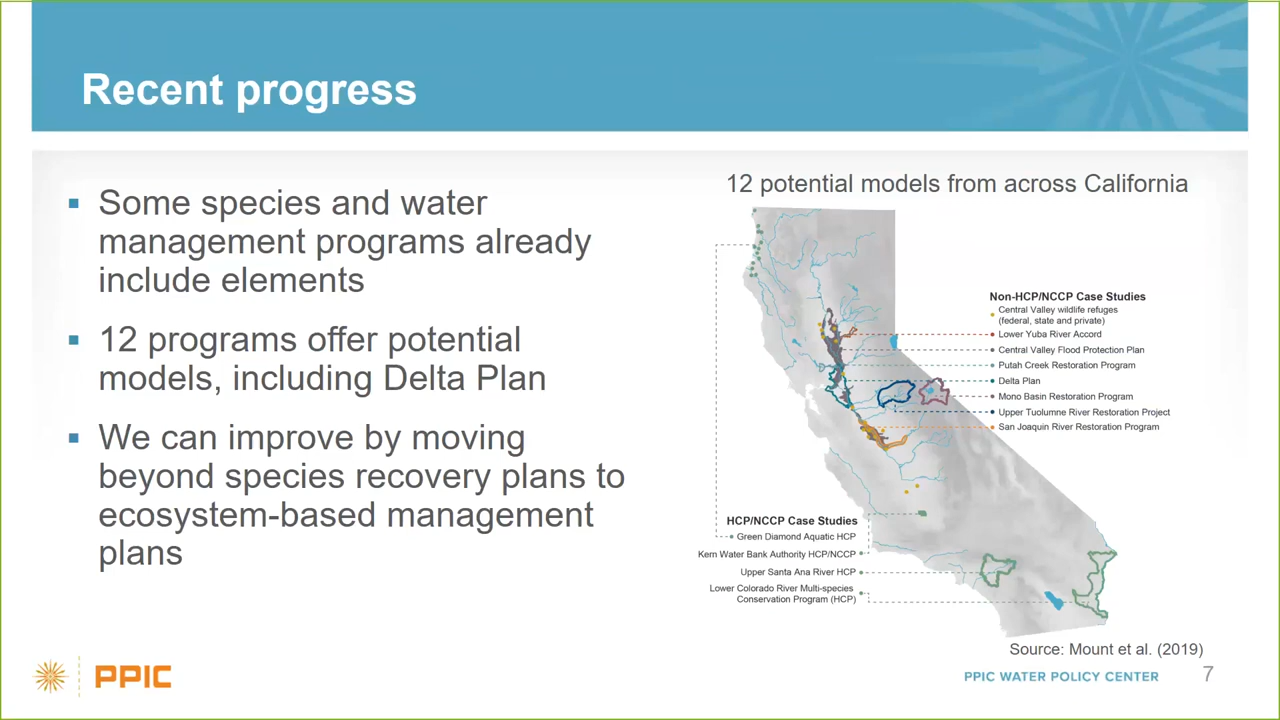 Recent progress
Some species and water
management programs already
include elements
12 programs offer potential
models, including Delta Plan
We can improve by moving
beyond species recovery plans to
ecosystem-based management
plans
12 potential models from across California
Non-HCP/NCCP Case Studies
Central Valley wildlife refuges
(federal, state and private)
Lower Yuba River Accord
Central Valley Flood Protection Plan
Putah Creek Restoration Program
Delta Plan
Mono Basin Restoration Program
Upper Tuolumne River Restoration Project
San Joaquin River Restoration Program
HCP/NCCP Case Studies
Green Diamond Aquatic HCP
Kern Water Bank Authority HCP/NCCP
Upper Santa Ana River HCP
Lower Colorado River Multi-species
Conservation Program (HCP)
Source: Mount et al. (2019)
PPIC
PPIC WATER POLICY CENTER
7